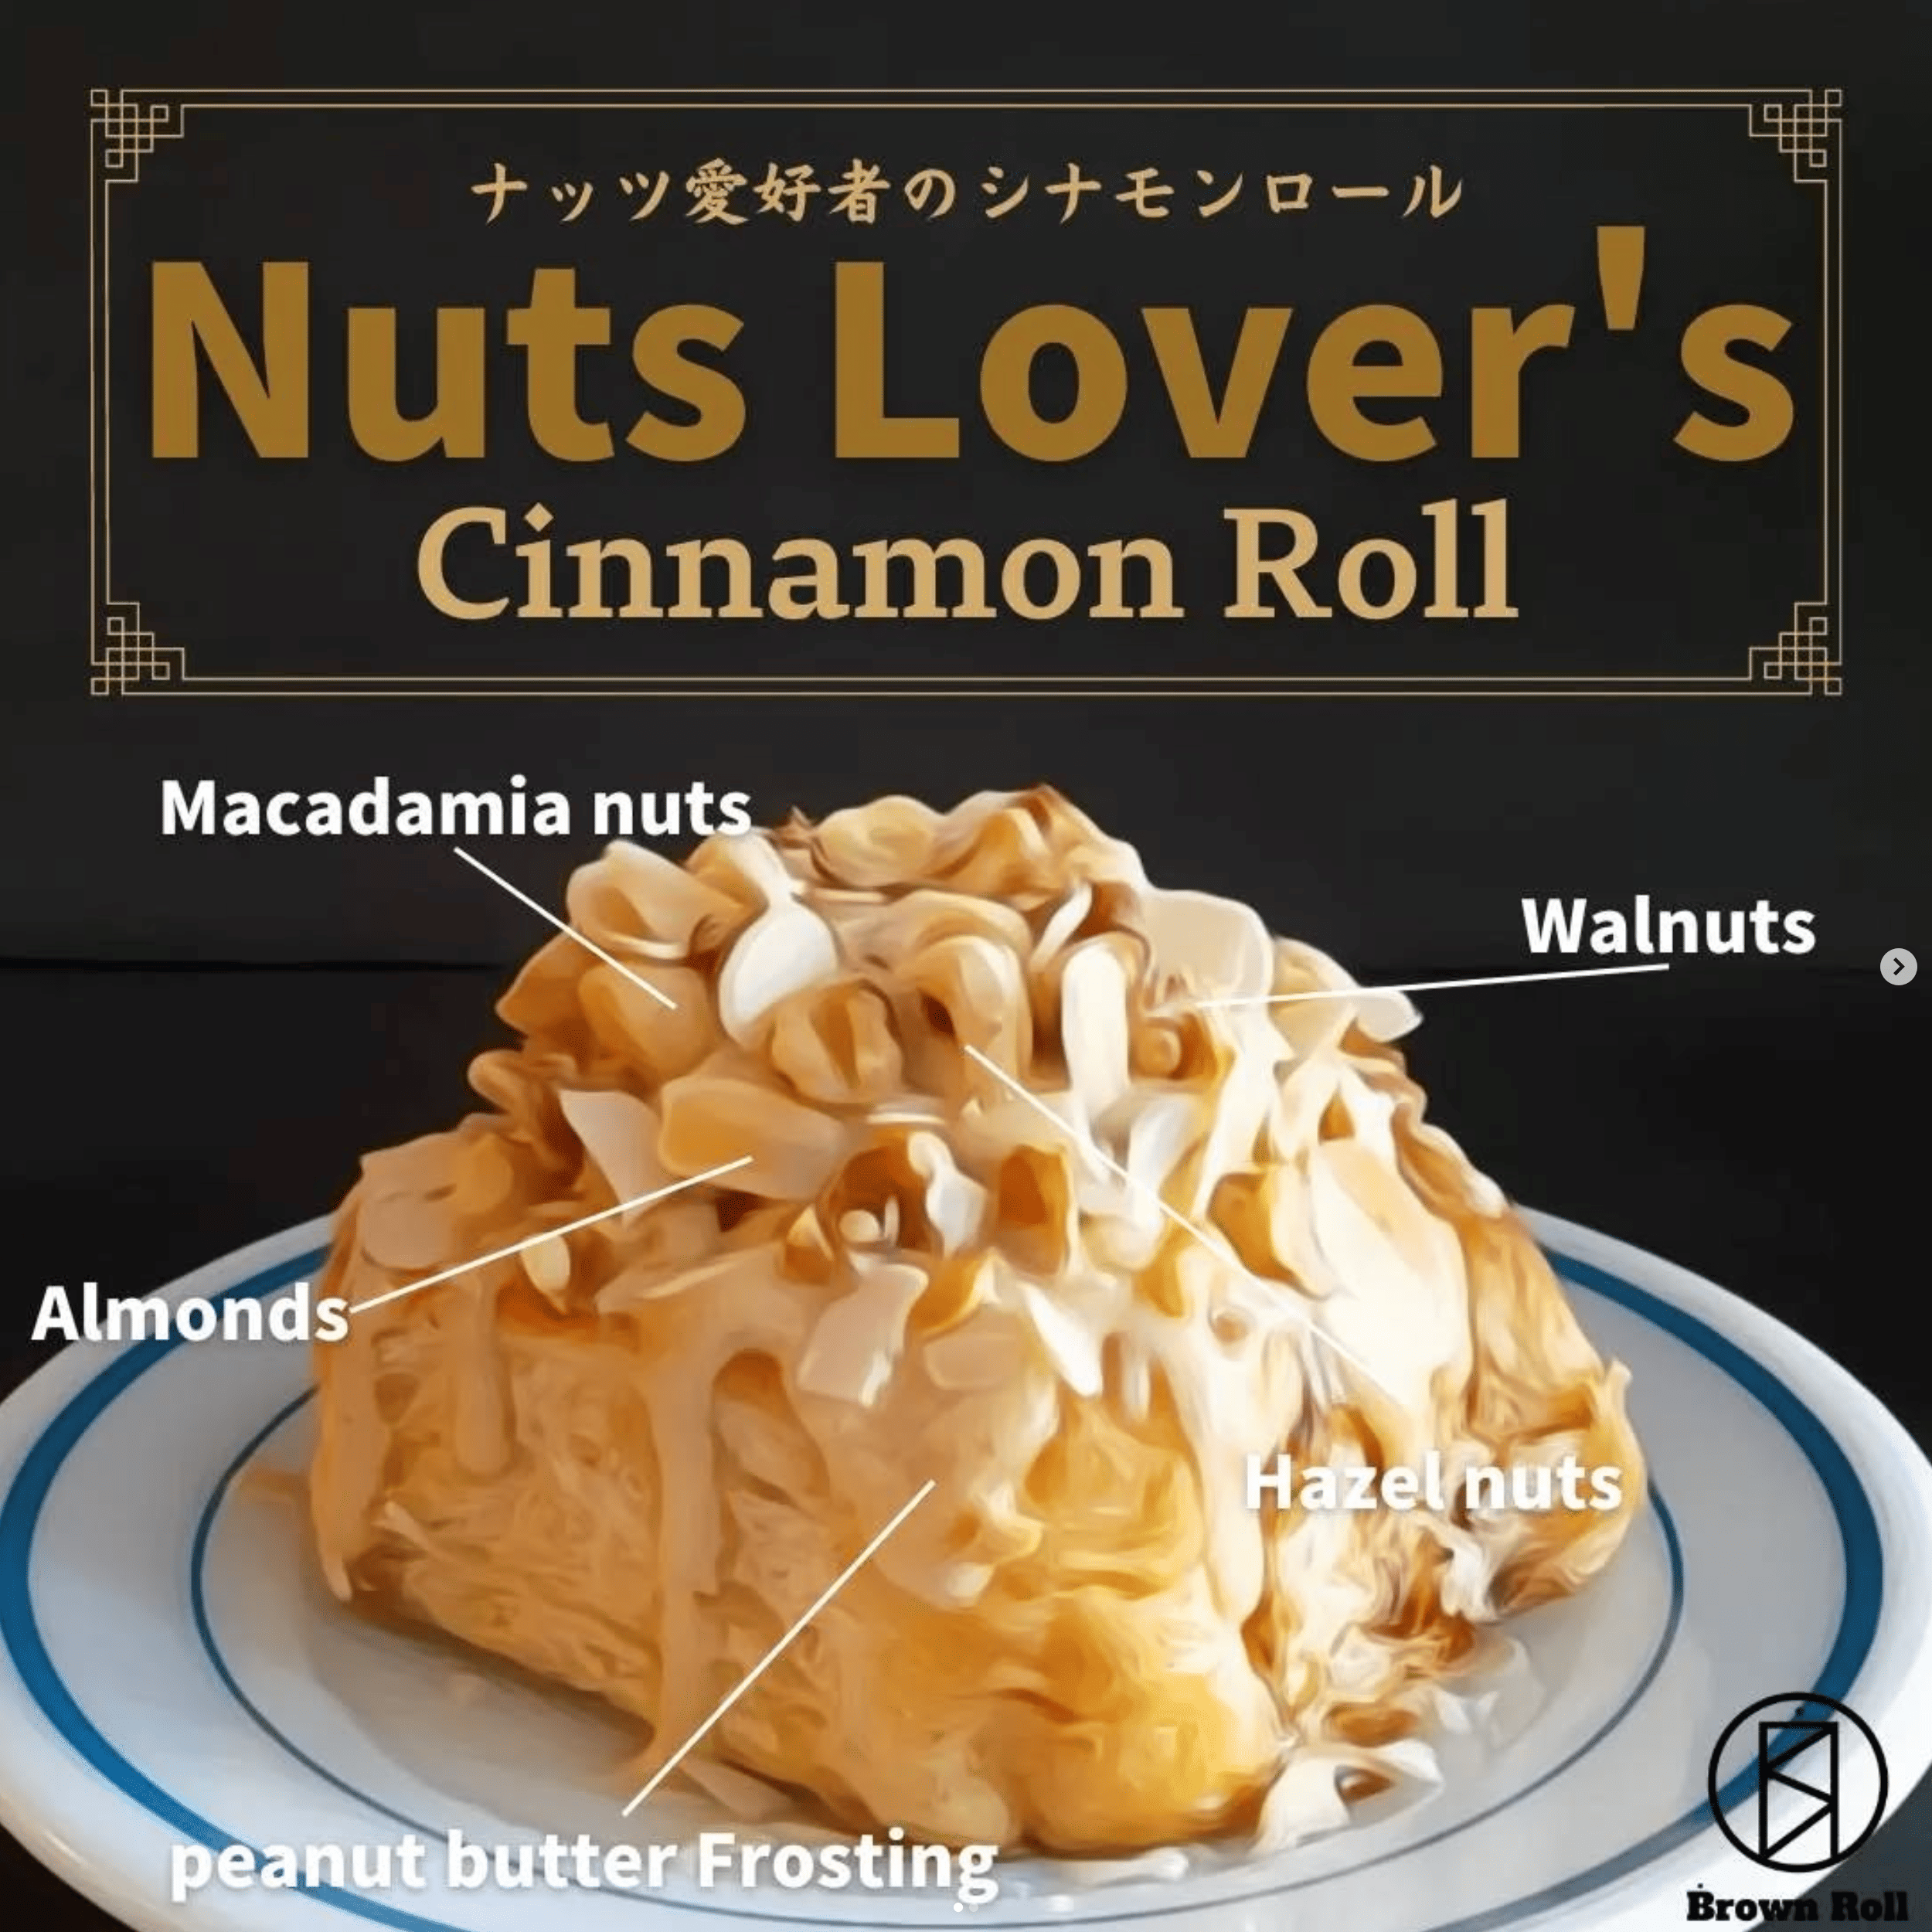 ナッツ愛好者のシナモンロール
Nuts Lover's
Cinnamon Roll
Macadamia nuts
Walnuts
Almonds
Hazel nuts
peanut butter Frosting
Brown Roll